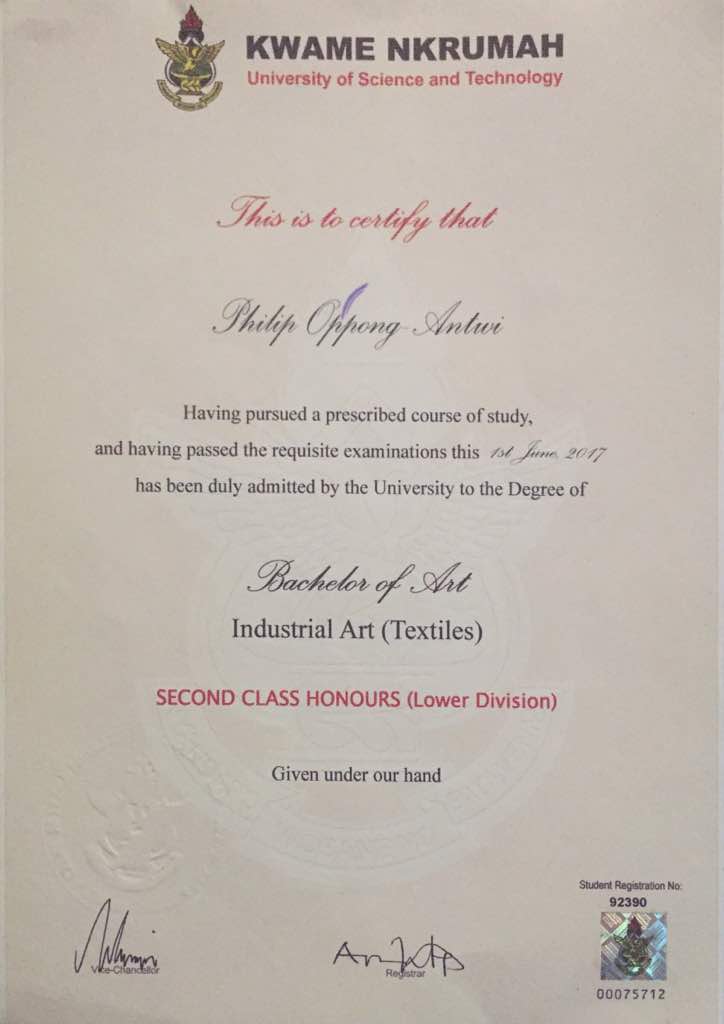 KWAME NKRUMAH
University of Science and Technology
This is to certify that
Philip Oppong Antwi
Having pursued a prescribed course of study,
and having passed the requisite examinations this 1st June, 2017
has been duly admitted by the University to the Degree of
Bachelor of Art
Industrial Art (Textiles)
SECOND CLASS HONOURS (Lower Division)
Given under our hand
Student Registration No:
92390
Vice-Chancellor
Registrar
00075712